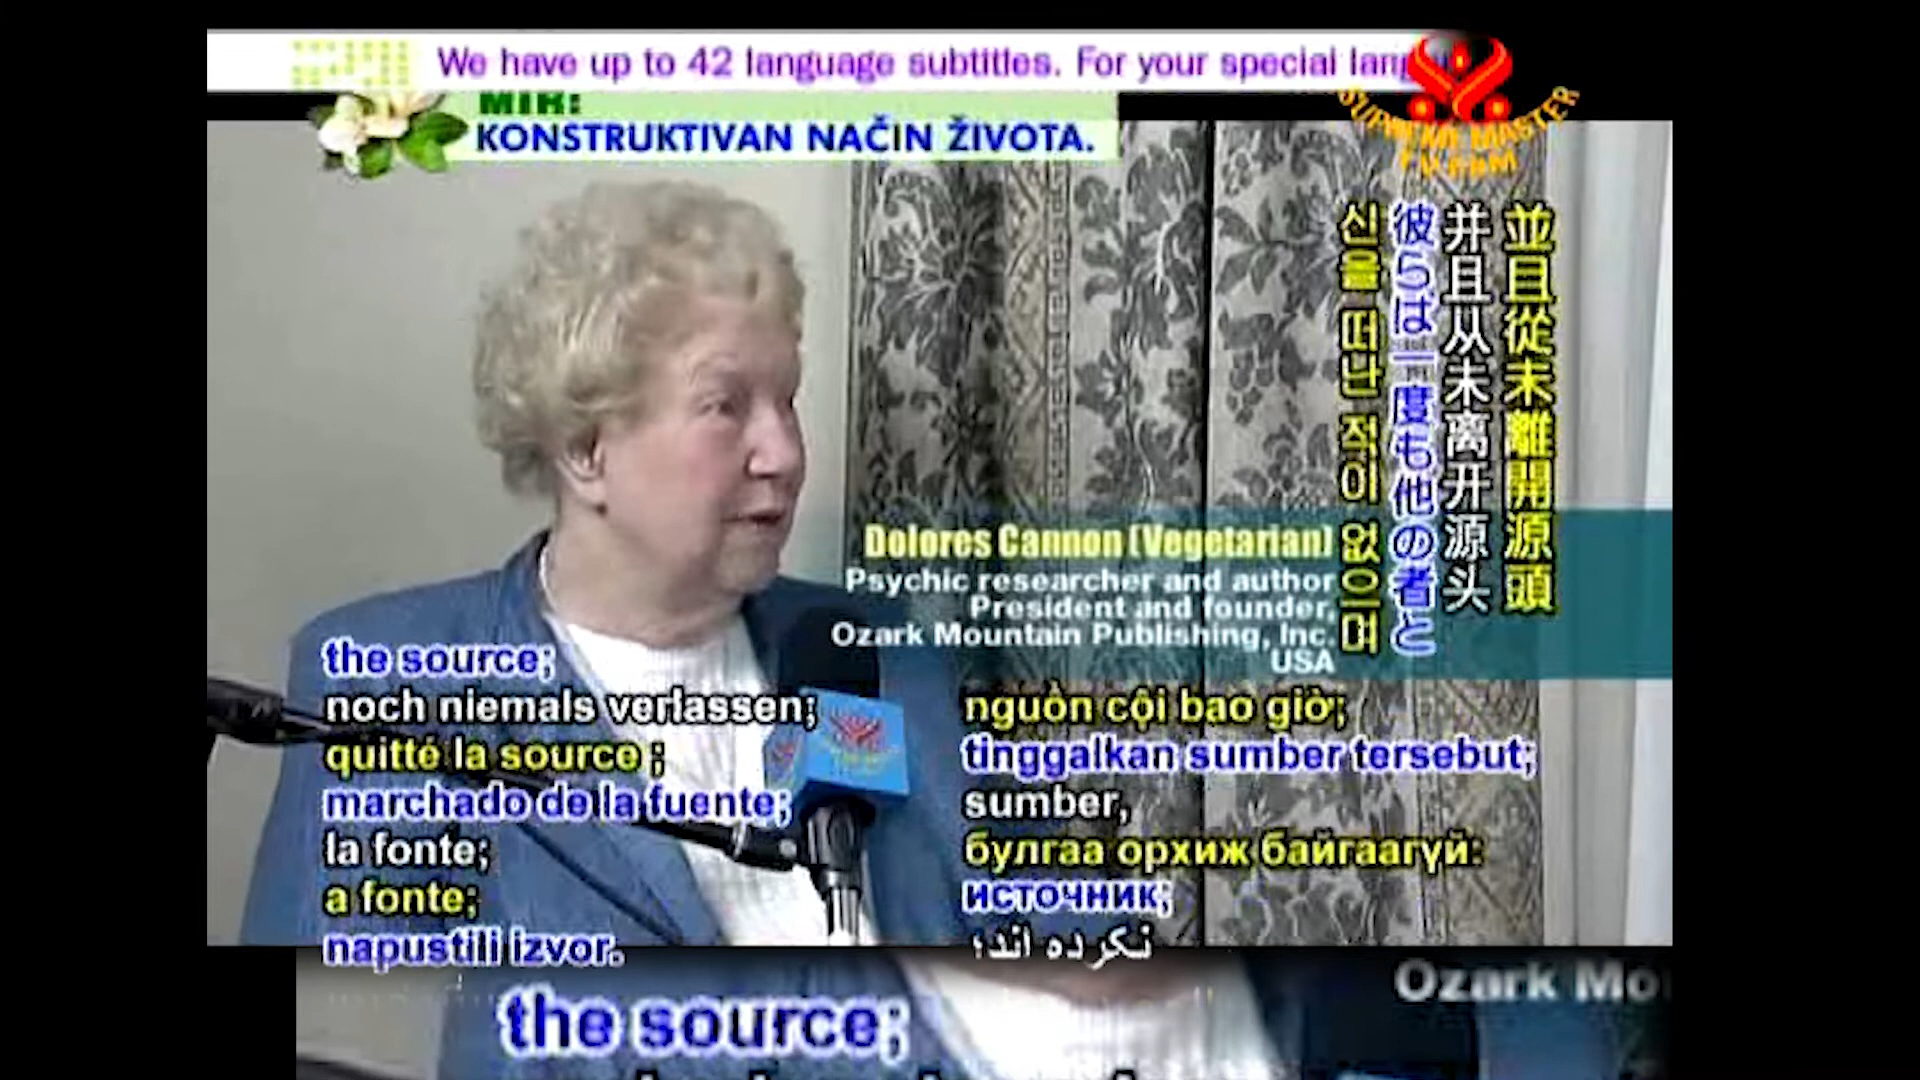 We have up to 42 language subtitles. For your special
MIR:
KONSTRUKTIVAN NAČIN ŽIVOTA.
SUPREME MASTER
TV.COM
並且從未離開源頭
并且从未离开源头
彼らは一度も他の者と
신을 떠난 적이 없으며
Dolores Cannon (Vegetarian)
Psychic researcher and author
President and founder,
Ozark Mountain Publishing, Inc.
USA
the source;
noch niemals verlassen;
quitté la source ;
marchado de la fuente;
la fonte;
a fonte;
napustili izvor.
nguồn cội bao giờ;
tinggalkan sumber tersebut;
sumber,
булгаа орхиж байгаагүй:
источник;
نکرده اند؛
Ozark
the source;